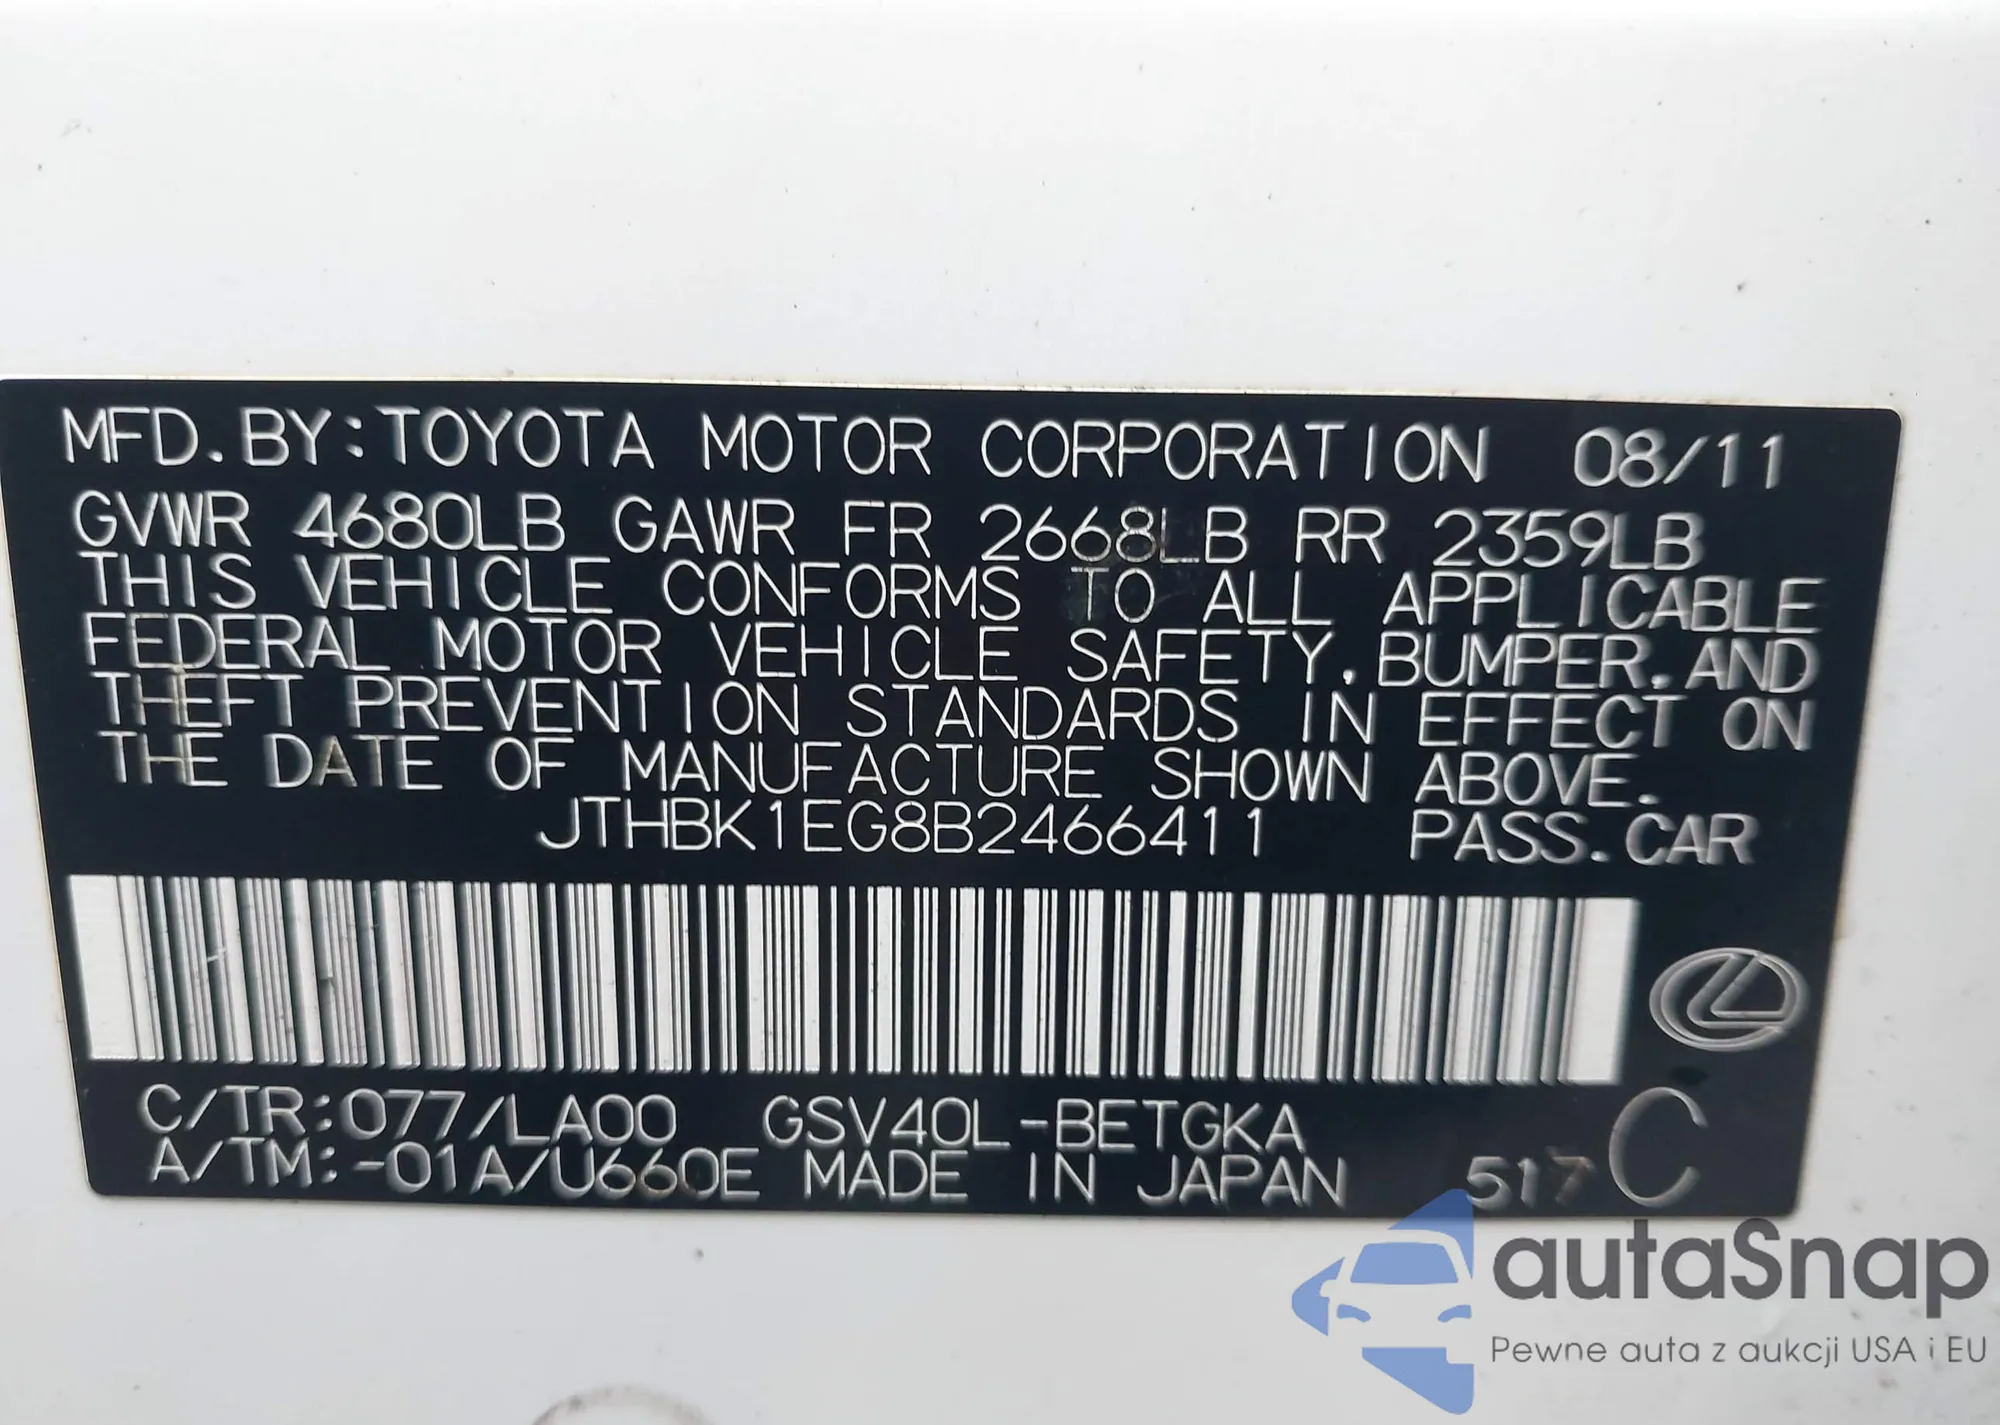 MFD. BY: TOYOTA MOTOR CORPORATION 08/11
GVWR 4680LB GAWR FR 2668LB RR 2359LB
THIS VEHICLE CONFORMS TO ALL APPLICABLE
FEDERAL MOTOR VEHICLE SAFETY, BUMPER, AND
THEFT PREVENTION STANDARDS IN EFFECT ON
THE DATE OF MANUFACTURE SHOWN ABOVE.
JTHBK1EG8B2466411 PASS. CAR
C/TR:077/LA00 GSV40L-BETGKA
A/TM:-01A/U660E MADE IN JAPAN 517 C
autaSnap
Pewne auta z aukcji USA i EU